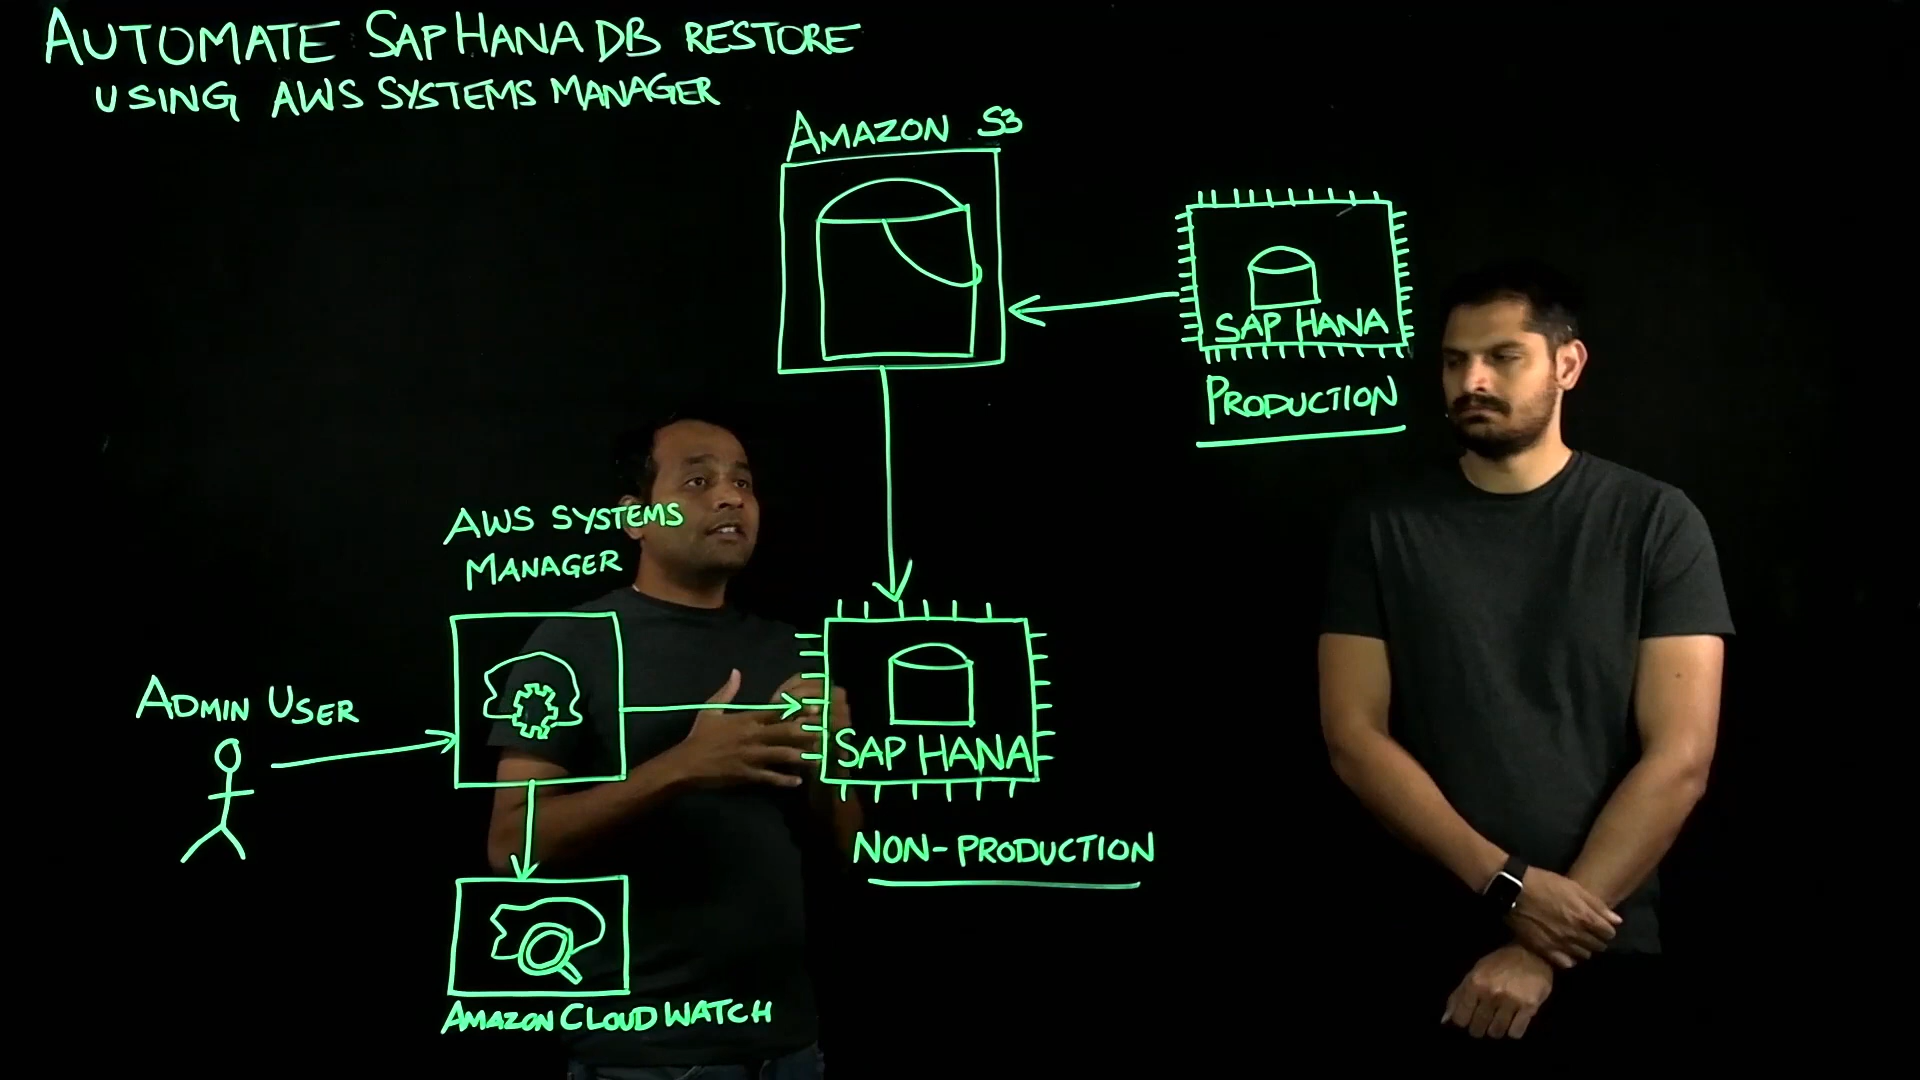 AUTOMATE SAP HANA DB RESTORE
USING AWS SYSTEMS MANAGER
AMAZON S3
SAP HANA
PRODUCTION
AWS SYSTEMS
MANAGER
ADMIN USER
SAP HANA
NON-PRODUCTION
AMAZON CLOUDWATCH